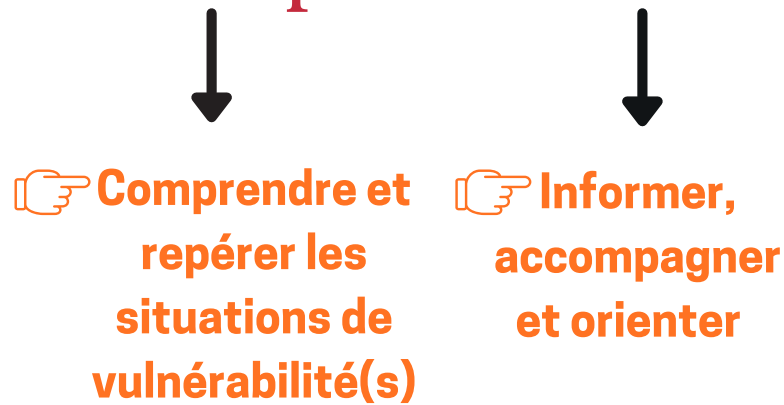 Comprendre et
repérer les
situations de
vulnérabilité(s)
Informer,
accompagner
et orienter